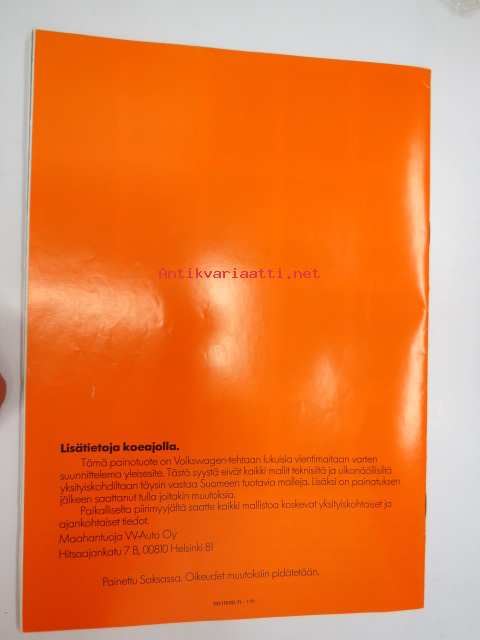 Antikvariaatti.net
Lisätietoja koeajolla.
Tämä painotuote on Volkswagen-tehtaan lukuisia vientimaitaan varten
suunnittelema yleisesite. Tästä syystä eivät kaikki mallit teknisiltä ja ulkonäöllisiltä
yksityiskohdiltaan täysin vastaa Suomeen tuotavia malleja. Lisäksi on painatuksen
jälkeen saattanut tulla joitakin muutoksia.
Paikalliselta piirimyyjältä saatte kaikki mallistoa koskevat yksityiskohtaiset ja
ajankohtaiset tiedot.
Maahantuoja VV-Auto Oy
Hitsaajankatu 7 B, 00810 Helsinki 81
Painettu Saksassa. Oikeudet muutoksiin pidätetään.